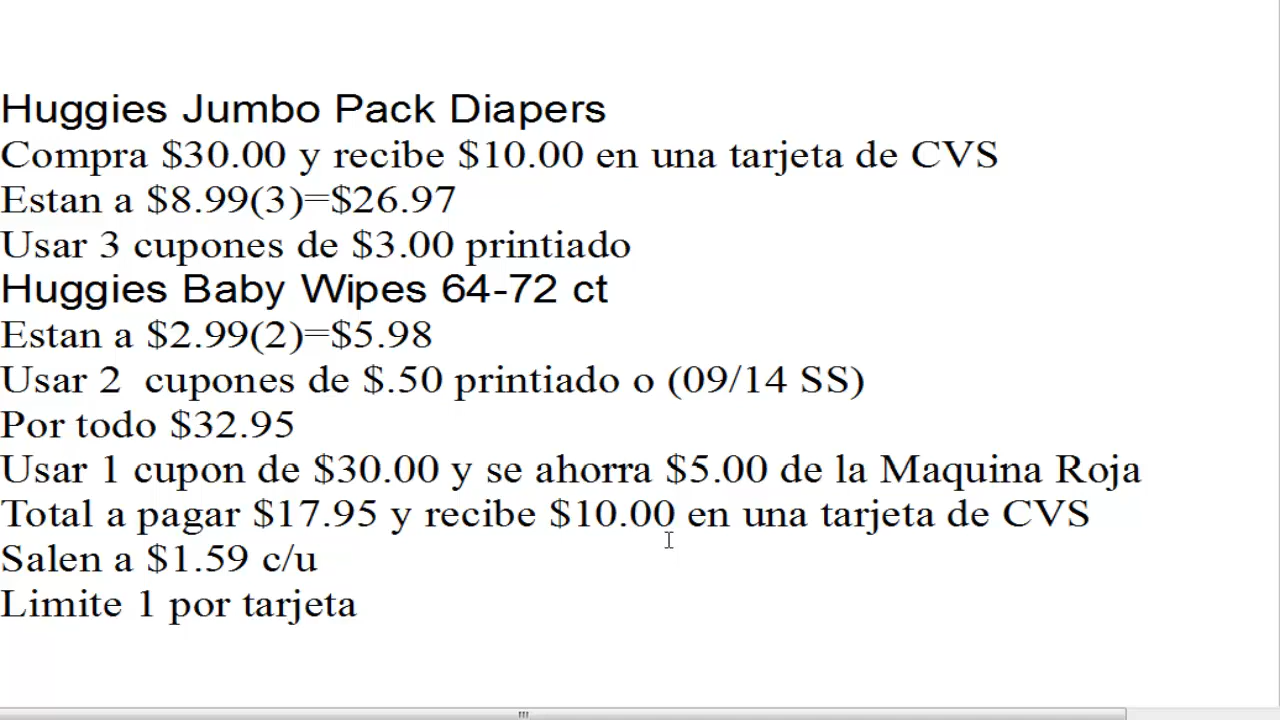 Huggies Jumbo Pack Diapers
Compra $30.00 y recibe $10.00 en una tarjeta de CVS
Estan a $8.99(3)=$26.97
Usar 3 cupones de $3.00 printiado
Huggies Baby Wipes 64-72 ct
Estan a $2.99(2)=$5.98
Usar 2  cupones de $.50 printiado o (09/14 SS)
Por todo $32.95
Usar 1 cupon de $30.00 y se ahorra $5.00 de la Maquina Roja
Total a pagar $17.95 y recibe $10.00 en una tarjeta de CVS
Salen a $1.59 c/u
Limite 1 por tarjeta